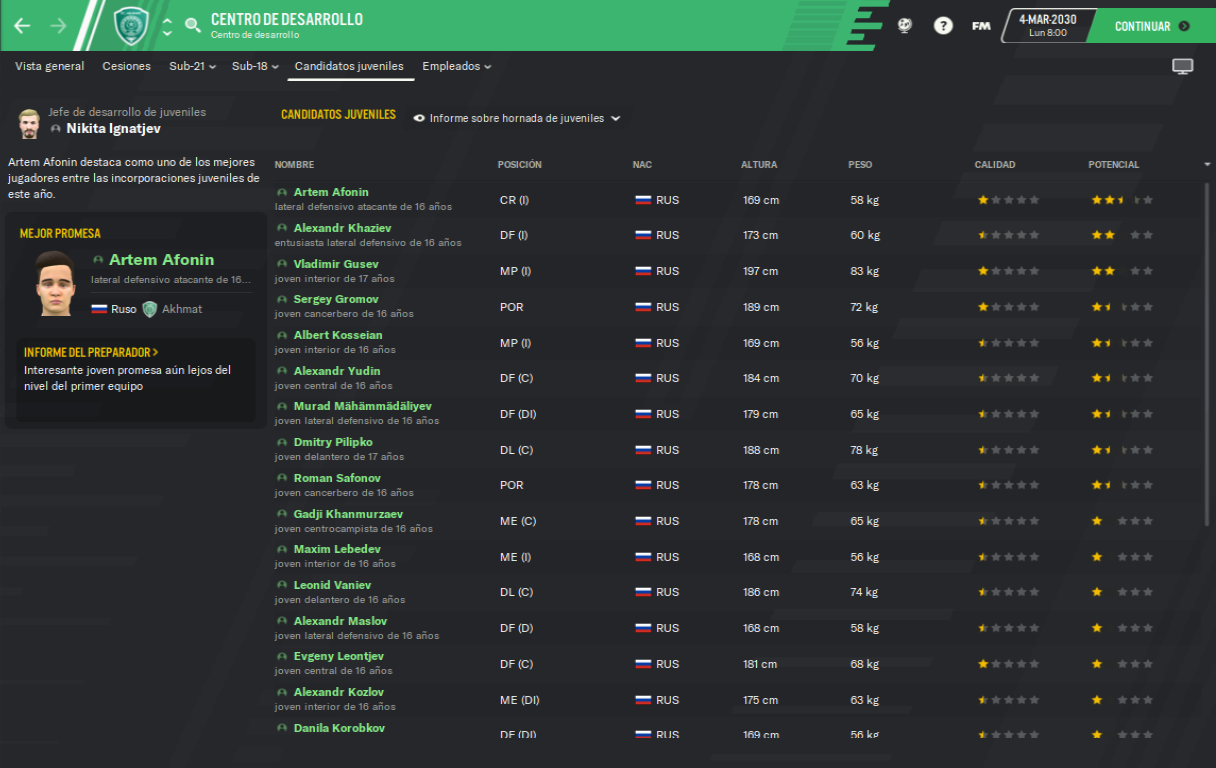 CENTRO DE DESARROLLO
Centro de desarrollo
?
FM
4-MAR-2030
Lun 8:00
CONTINUAR
Vista general Cesiones Sub-21 Sub-18 Candidatos juveniles Empleados
Jefe de desarrollo de juveniles
Nikita Ignatjev
Artem Afonin destaca como uno de los mejores
jugadores entre las incorporaciones juveniles de
este año.
MEJOR PROMESA
Artem Afonin
lateral defensivo atacante de 16...
Ruso Akhmat
INFORME DEL PREPARADOR >
Interesante joven promesa aún lejos del
nivel del primer equipo
CANDIDATOS JUVENILES Informe sobre hornada de juveniles
NOMBRE POSICIÓN NAC ALTURA PESO CALIDAD POTENCIAL
Artem Afonin
lateral defensivo atacante de 16 años
CR (I) RUS 169 cm 58 kg
Alexandr Khaziev
entusiasta lateral defensivo de 16 años
DF (I) RUS 173 cm 60 kg
Vladimir Gusev
joven interior de 17 años
MP (I) RUS 197 cm 83 kg
Sergey Gromov
joven cancerbero de 16 años
POR RUS 189 cm 72 kg
Albert Kosseian
joven interior de 16 años
MP (I) RUS 169 cm 56 kg
Alexandr Yudin
joven central de 16 años
DF (C) RUS 184 cm 70 kg
Murad Mähämmädäliyev
joven lateral defensivo de 16 años
DF (DI) RUS 179 cm 65 kg
Dmitry Pilipko
joven delantero de 17 años
DL (C) RUS 188 cm 78 kg
Roman Safonov
joven cancerbero de 16 años
POR RUS 178 cm 63 kg
Gadji Khanmurzaev
joven centrocampista de 16 años
ME (C) RUS 178 cm 65 kg
Maxim Lebedev
joven interior de 16 años
ME (I) RUS 168 cm 56 kg
Leonid Vaniev
joven delantero de 16 años
DL (C) RUS 186 cm 74 kg
Alexandr Maslov
joven lateral defensivo de 16 años
DF (D) RUS 168 cm 58 kg
Evgeny Leontjev
joven central de 16 años
DF (C) RUS 181 cm 68 kg
Alexandr Kozlov
joven interior de 16 años
ME (DI) RUS 175 cm 63 kg
Danila Korobkov
DF (DI) RUS 169 cm 56 kg